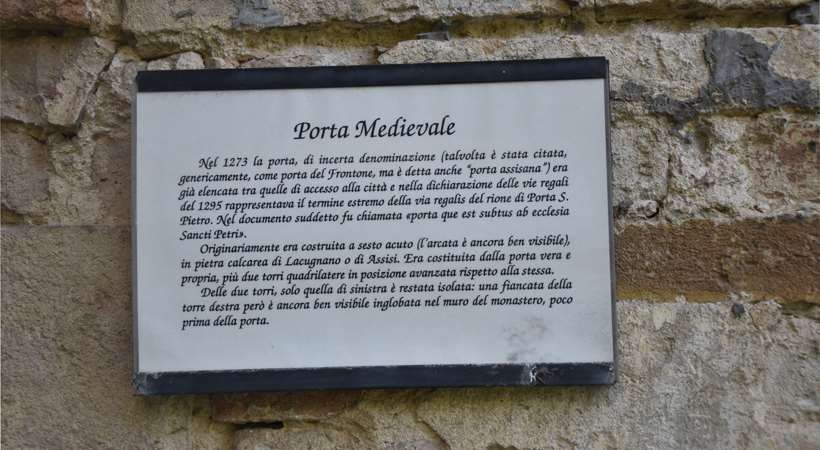 Porta Medievale
Nel 1273 la porta, di incerta denominazione (talvolta è stata citata,
genericamente, come porta del Frontone, ma è detta anche "porta assisana") era
già elencata tra quelle di accesso alla città e nella dichiarazione delle vie regali
del 1295 rappresentava il termine estremo della via regalis del rione di Porta S.
Pietro. Nel documento suddetto fu chiamata «porta que est subtus ab ecclesia
Sancti Petri».
Originariamente era costruita a sesto acuto (l'arcata è ancora ben visibile),
in pietra calcarea di Lacugnano o di Assisi. Era costituita dalla porta vera e
propria, più due torri quadrilatere in posizione avanzata rispetto alla stessa.
Delle due torri, solo quella di sinistra è restata isolata: una fiancata della
torre destra però è ancora ben visibile inglobata nel muro del monastero, poco
prima della porta.